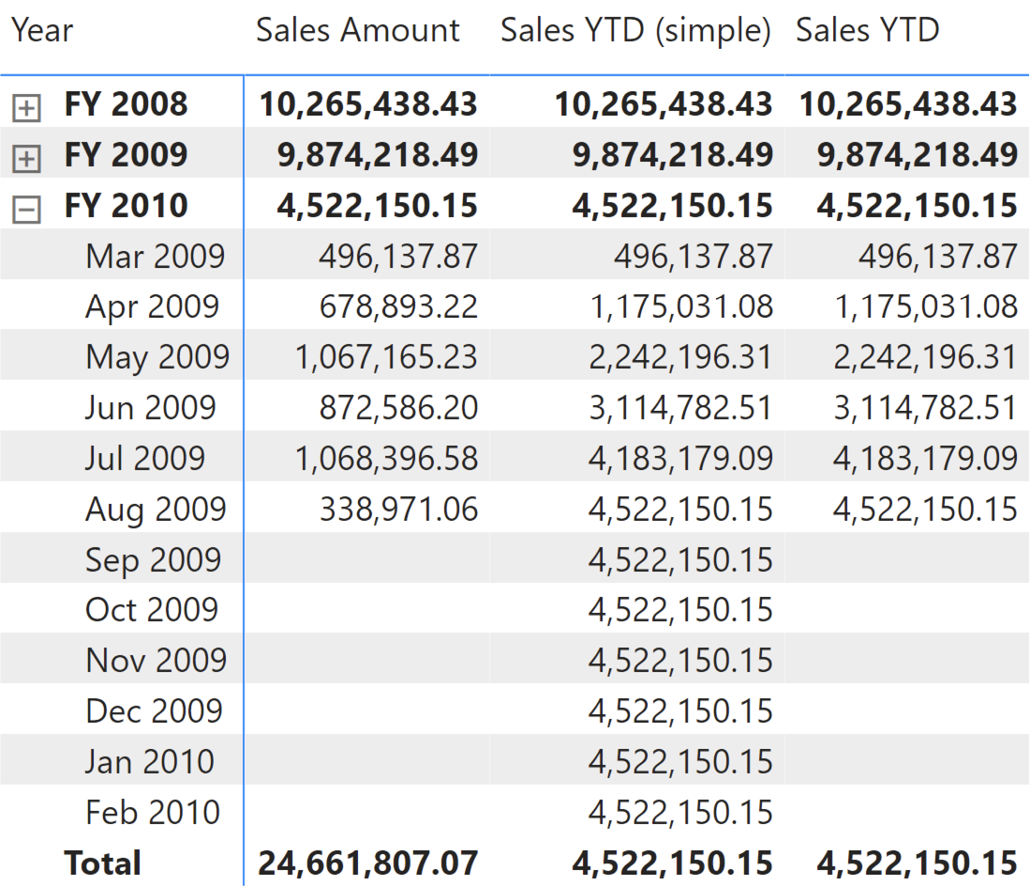 Year Sales Amount Sales YTD (simple) Sales YTD
FY 2008 10,265,438.43 10,265,438.43 10,265,438.43
FY 2009 9,874,218.49 9,874,218.49 9,874,218.49
FY 2010 4,522,150.15 4,522,150.15 4,522,150.15
Mar 2009 496,137.87 496,137.87 496,137.87
Apr 2009 678,893.22 1,175,031.08 1,175,031.08
May 2009 1,067,165.23 2,242,196.31 2,242,196.31
Jun 2009 872,586.20 3,114,782.51 3,114,782.51
Jul 2009 1,068,396.58 4,183,179.09 4,183,179.09
Aug 2009 338,971.06 4,522,150.15 4,522,150.15
Sep 2009 4,522,150.15
Oct 2009 4,522,150.15
Nov 2009 4,522,150.15
Dec 2009 4,522,150.15
Jan 2010 4,522,150.15
Feb 2010 4,522,150.15
Total 24,661,807.07 4,522,150.15 4,522,150.15